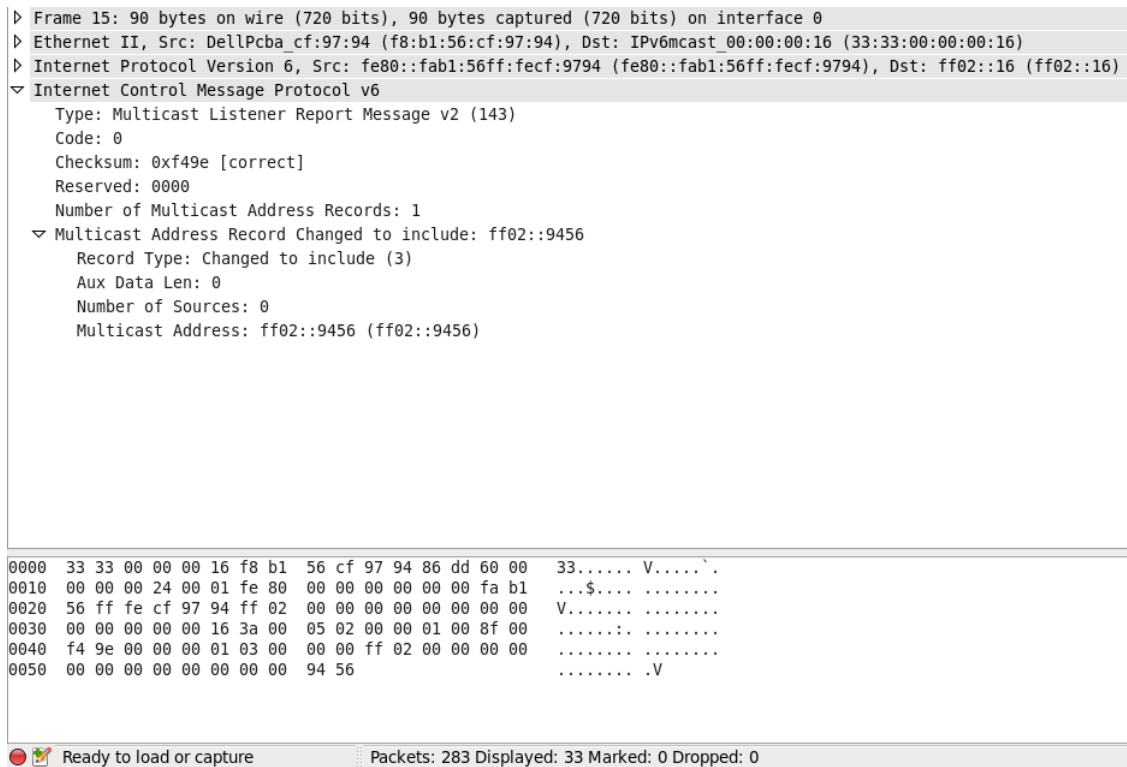 Frame 15: 90 bytes on wire (720 bits), 90 bytes captured (720 bits) on interface 0
Ethernet II, Src: DellPcba_cf:97:94 (f8:b1:56:cf:97:94), Dst: IPv6mcast_00:00:00:16 (33:33:00:00:00:16)
Internet Protocol Version 6, Src: fe80::fab1:56ff:fecf:9794 (fe80::fab1:56ff:fecf:9794), Dst: ff02::16 (ff02::16)
Internet Control Message Protocol v6
Type: Multicast Listener Report Message v2 (143)
Code: 0
Checksum: 0xf49e [correct]
Reserved: 0000
Number of Multicast Address Records: 1
Multicast Address Record Changed to include: ff02::9456
Record Type: Changed to include (3)
Aux Data Len: 0
Number of Sources: 0
Multicast Address: ff02::9456 (ff02::9456)
0000 33 33 00 00 00 16 f8 b1 56 cf 97 94 86 dd 60 00 33...... V.....`.
0010 00 00 00 24 00 01 fe 80 00 00 00 00 00 00 fa b1 ...$.... ........
0020 56 ff fe cf 97 94 ff 02 00 00 00 00 00 00 00 00 V....... ........
0030 00 00 00 00 00 16 3a 00 05 02 00 00 01 00 8f 00 ......:. ........
0040 f4 9e 00 00 00 01 03 00 00 00 ff 02 00 00 00 00 ........ ........
0050 00 00 00 00 00 00 00 00 94 56 ........ .V
Ready to load or capture Packets: 283 Displayed: 33 Marked: 0 Dropped: 0